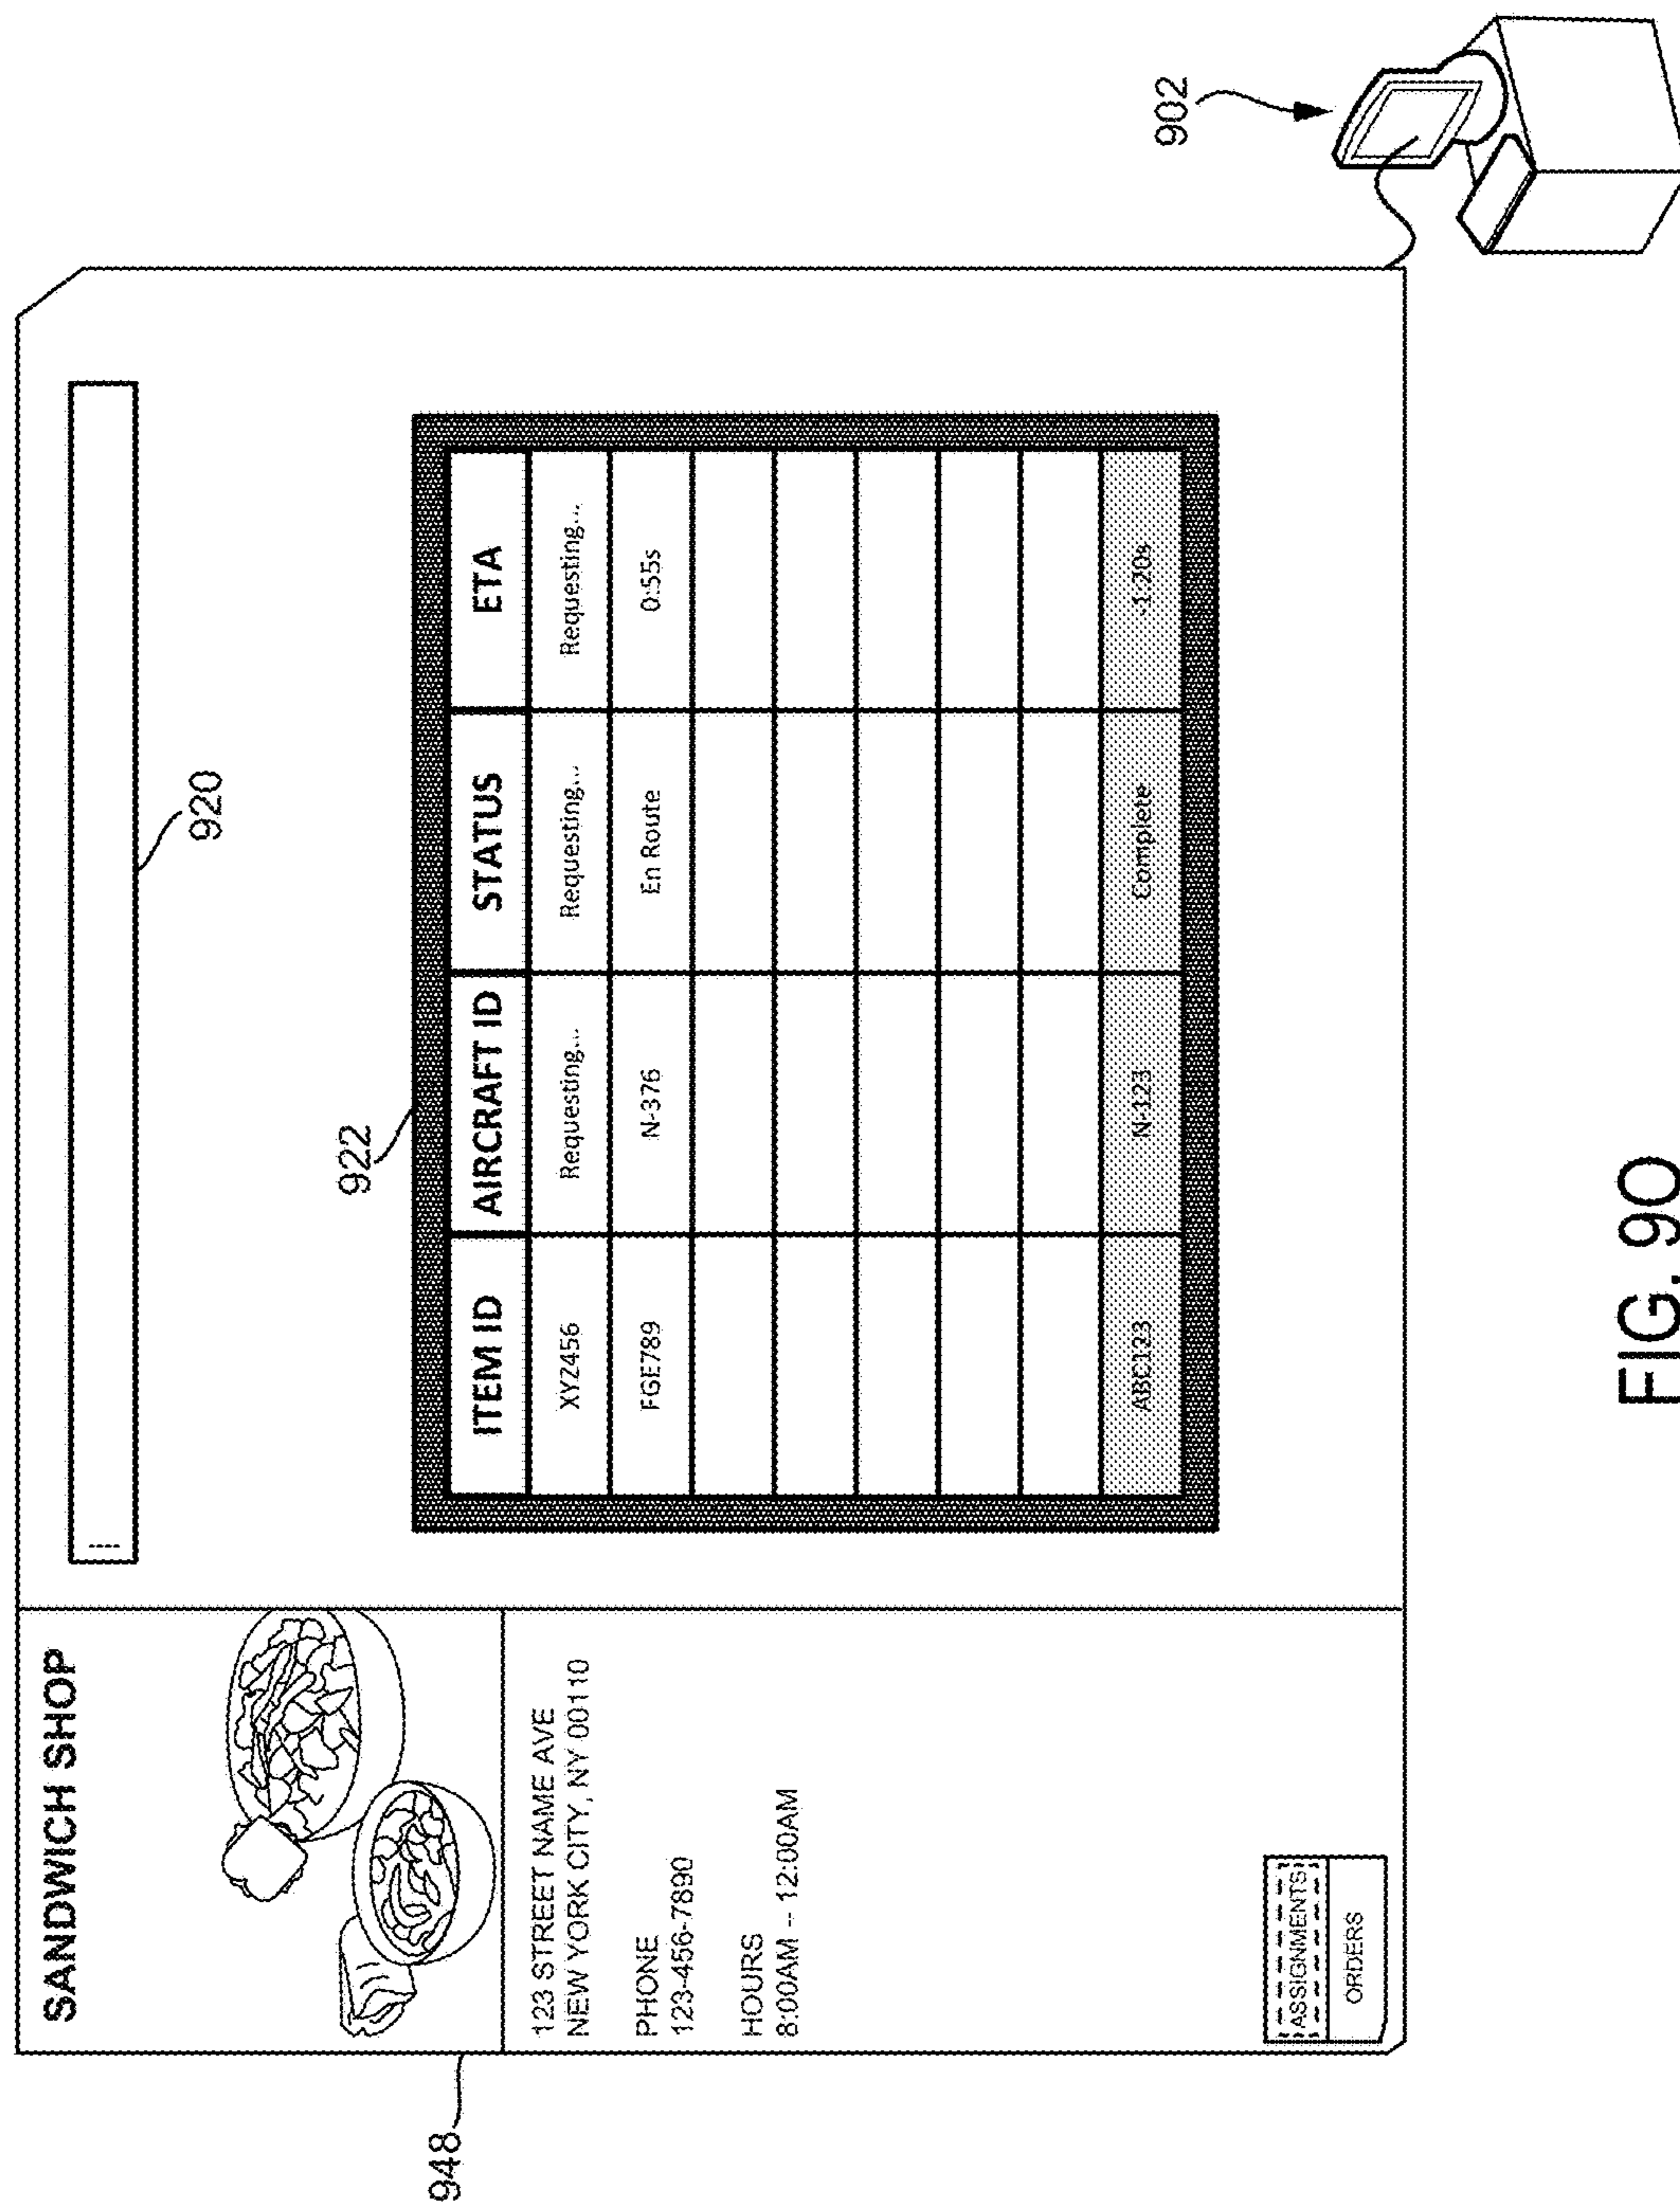 SANDWICH SHOP
123 STREET NAME AVE
NEW YORK CITY, NY 00110
PHONE
123-456-7890
HOURS
8:00AM -- 12:00AM
ASSIGNMENTS
ORDERS
948
920
922
ITEM ID AIRCRAFT ID STATUS ETA
XYZ456 Requesting... Requesting... Requesting...
FGE789 N-376 En Route 0:55s
ABC123 N-123 Complete -1:20s
902
FIG. 9O